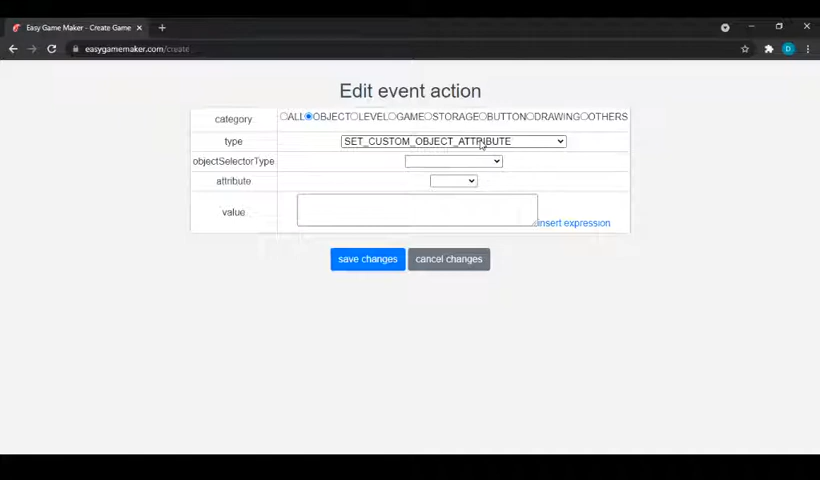 Easy Game Maker - Create Game
easygamemaker.com/create
D
Edit event action
category ALL OBJECT LEVEL GAME STORAGE BUTTON DRAWING OTHERS
type SET_CUSTOM_OBJECT_ATTRIBUTE
objectSelectorType
attribute
value insert expression
save changes cancel changes